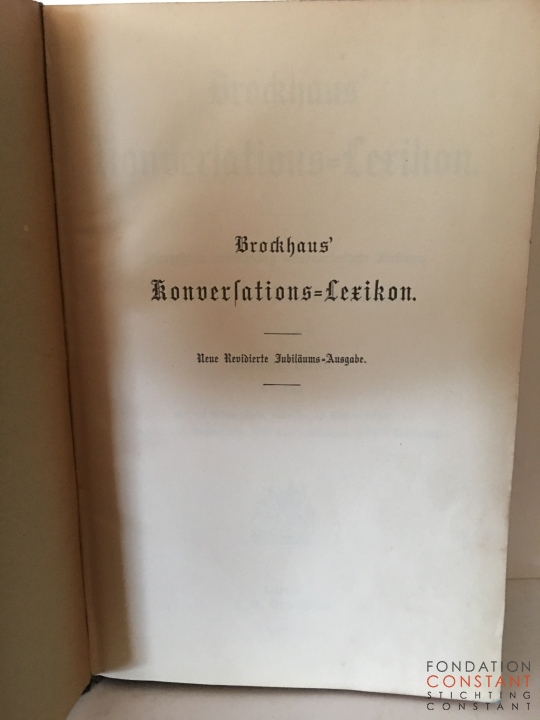 Brockhaus'
Konverſations=Lexikon.
Neue Revidierte Jubiläums=Ausgabe.
FONDATION
CONSTANT
STICHTING
CONSTANT